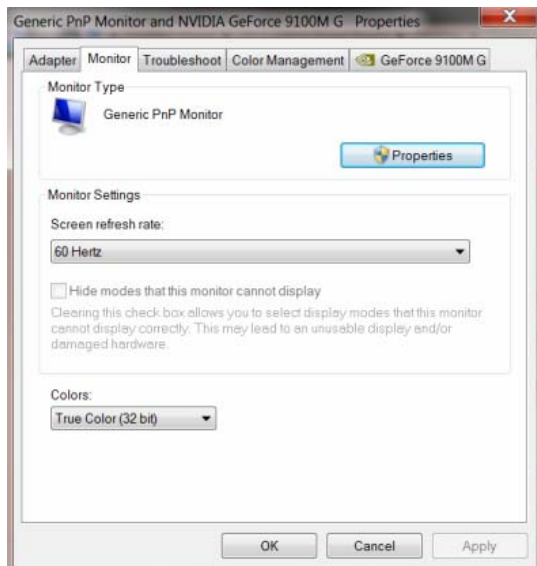 Generic PnP Monitor and NVIDIA GeForce 9100M G Properties
Adapter Monitor Troubleshoot Color Management GeForce 9100M G
Monitor Type
Generic PnP Monitor
Properties
Monitor Settings
Screen refresh rate:
60 Hertz
Hide modes that this monitor cannot display
Clearing this check box allows you to select display modes that this monitor
cannot display correctly. This may lead to an unusable display and/or
damaged hardware.
Colors:
True Color (32 bit)
OK Cancel Apply